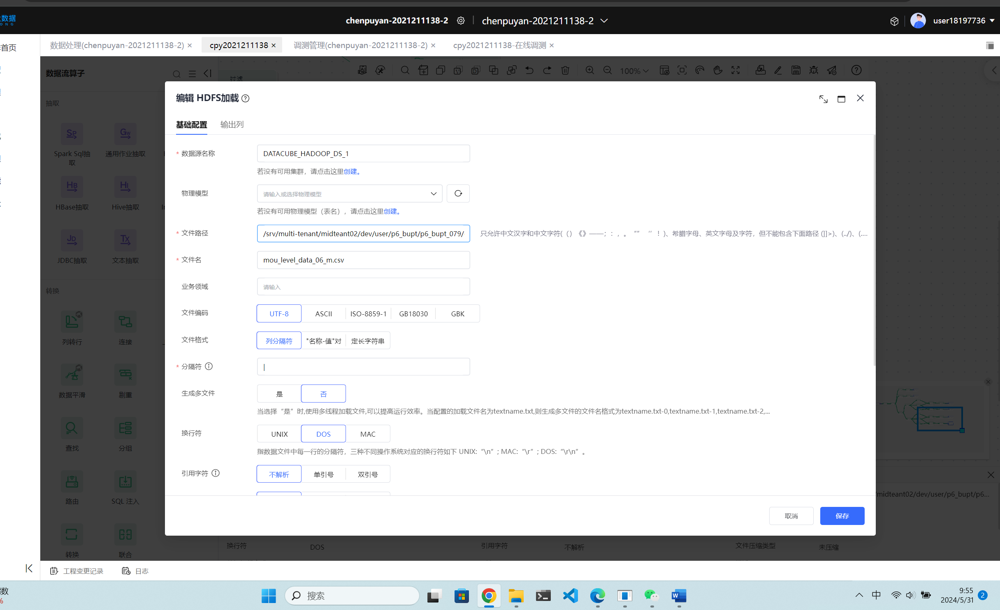 数据
O N G
chenpuyan-2021211138-2
chenpuyan-2021211138-2
user18197736
首页
数据处理(chenpuyan-2021211138-2) ×
cpy2021211138 ×
调测管理(chenpuyan-2021211138-2) ×
cpy2021211138-在线调测 ×
数据流算子
过滤
100%
抽取
Spark Sql抽取
通用作业抽取
HBase抽取
Hive抽取
JDBC抽取
文本抽取
转换
列转行
连接
数据平滑
剔重
查找
分组
路由
SQL 注入
转换
联合
编辑 HDFS加载
基础配置
输出列
* 数据源名称
DATACUBE_HADOOP_DS_1
若没有可用集群，请点击这里创建。
物理模型
请输入或选择物理模型
若没有可用物理模型（表名），请点击这里创建。
* 文件路径
/srv/multi-tenant/midteant02/dev/user/p6_bupt/p6_bupt_079/
只允许中文汉字和中文字符(（）《》——；：，。“” ‘’！)、希腊字母、英文字母及字符，但不能包含下面路径 (]]>)、(../)、(....
* 文件名
mou_level_data_06_m.csv
业务领域
请输入
文件编码
UTF-8
ASCII
ISO-8859-1
GB18030
GBK
文件格式
列分隔符
"名称-值"对
定长字符串
* 分隔符
|
生成多文件
是
否
当选择“是”时,使用多线程加载文件,可以提高运行效率。当配置的加载文件名为textname.txt,则生成多文件的文件名格式为textname.txt-0,textname.txt-1,textname.txt-2,...
换行符
UNIX
DOS
MAC
指数据文件中每一行的分隔符，三种不同操作系统对应的换行符如下 UNIX:“\n”; MAC:“\r”; DOS:“\r\n”。
引用字符
不解析
单引号
双引号
/midteant02/dev/user/p6_bupt/p6...
取消
保存
换行符
DOS
引用字符
不解析
文件压缩类型
未压缩
工程变更记录
日志
数
%
搜索
中
9:55
2024/5/31
2